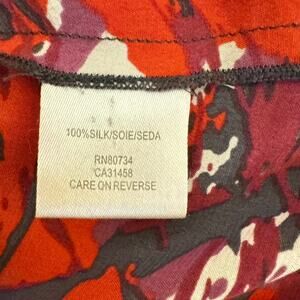 100%SILK/SOIE/SEDA
RN80734
CA31458
CARE ON REVERSE